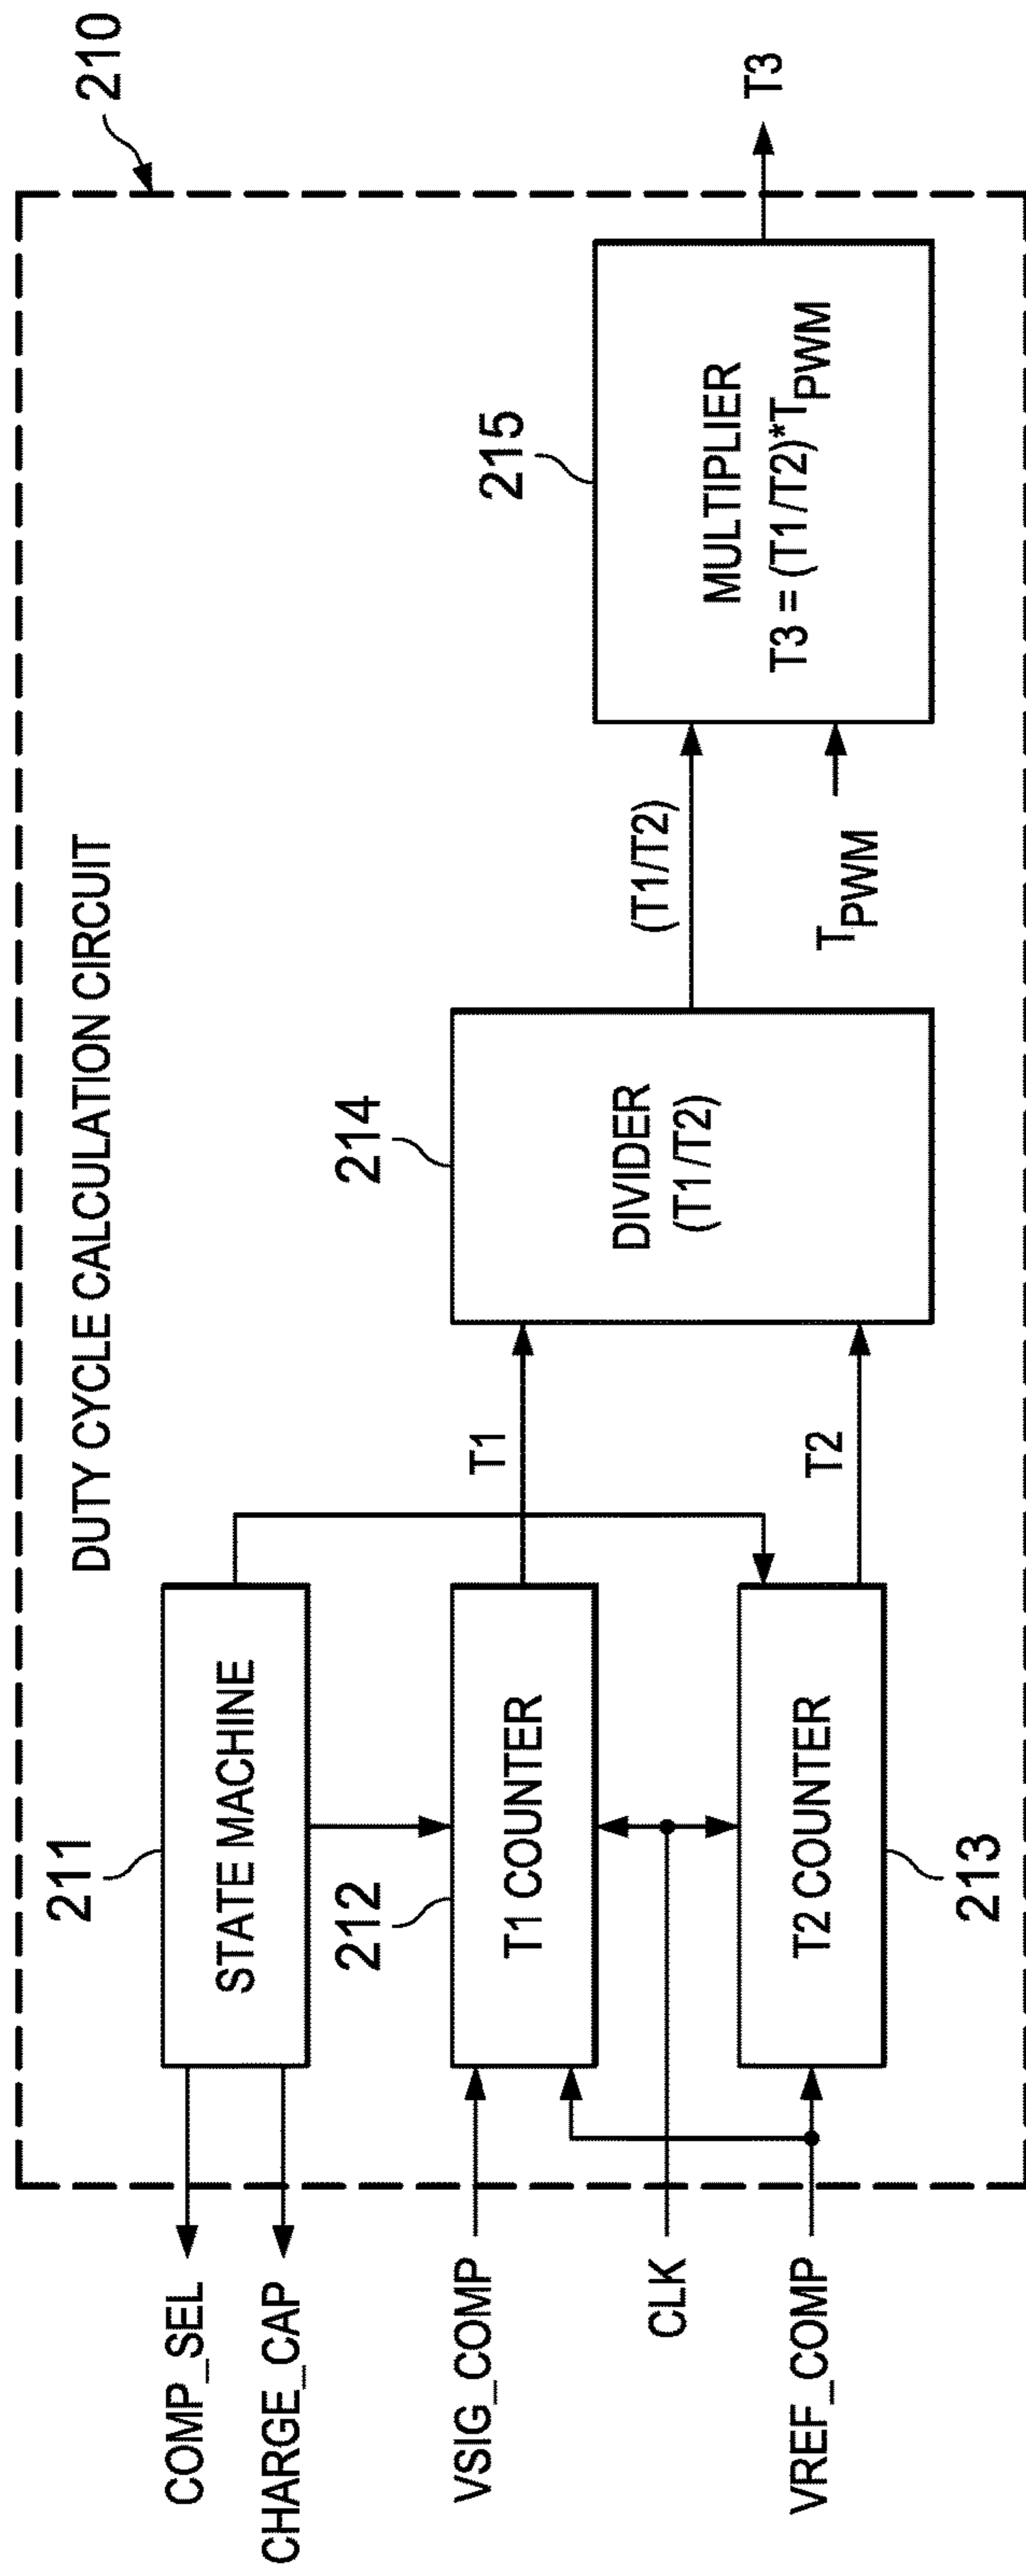 210
DUTY CYCLE CALCULATION CIRCUIT
COMP_SEL
CHARGE_CAP
211
STATE MACHINE
VSIG_COMP
212
T1 COUNTER
T1
CLK
VREF_COMP
T2 COUNTER
213
T2
214
DIVIDER
(T1/T2)
(T1/T2)
TPWM
215
MULTIPLIER
T3 = (T1/T2)*TPWM
T3